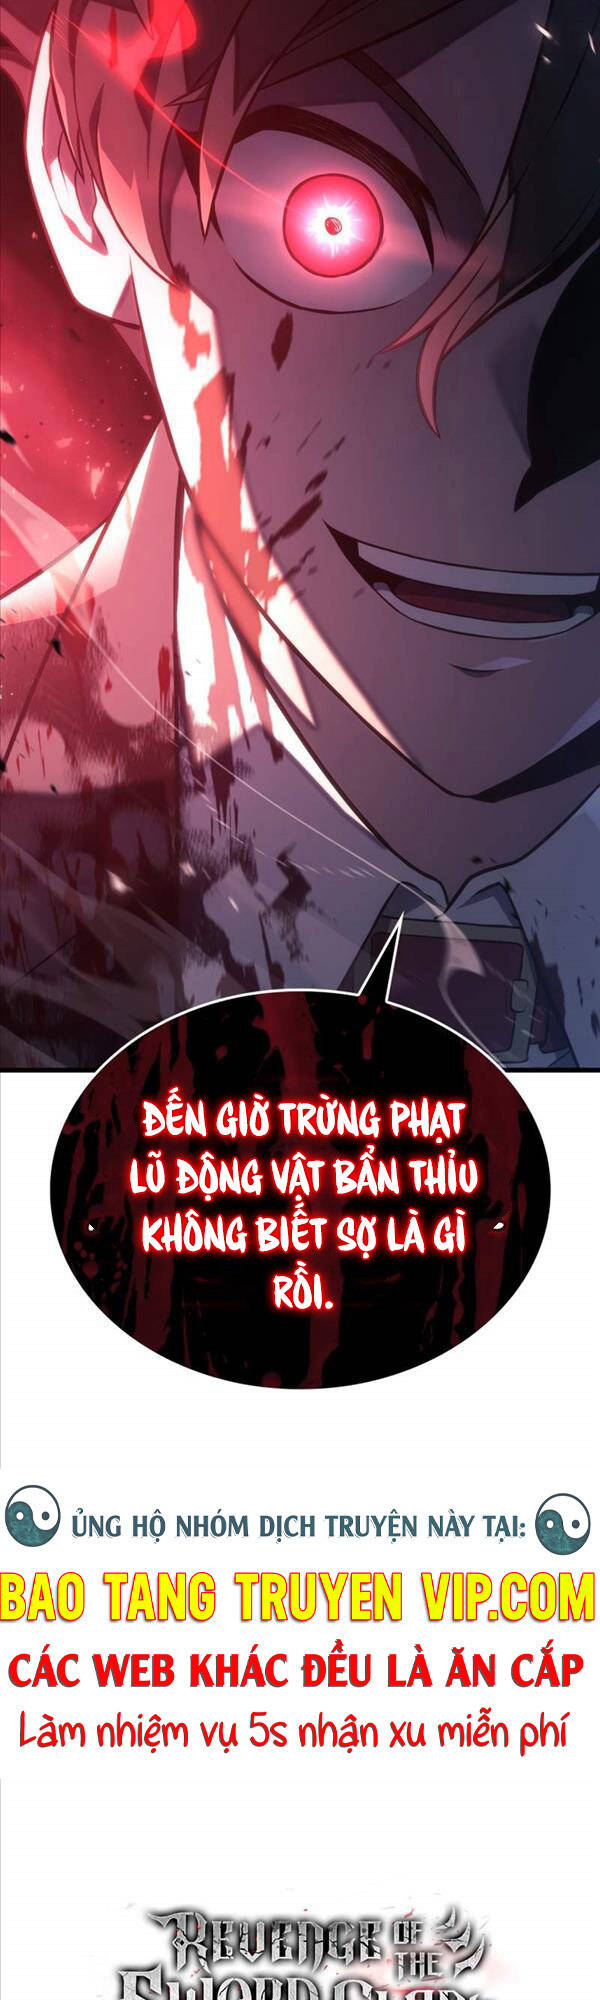 ĐẾN GIỜ TRỪNG PHẠT
LŨ ĐỘNG VẬT BẨN THỈU
KHÔNG BIẾT SỢ LÀ GÌ
RỒI.
ỦNG HỘ NHÓM DỊCH TRUYỆN NÀY TẠI:
BAO TANG TRUYEN VIP.COM
CÁC WEB KHÁC ĐỀU LÀ ĂN CẮP
Làm nhiệm vụ 5s nhận xu miễn phí
REVENGE OF
THE
SWORD CLAN